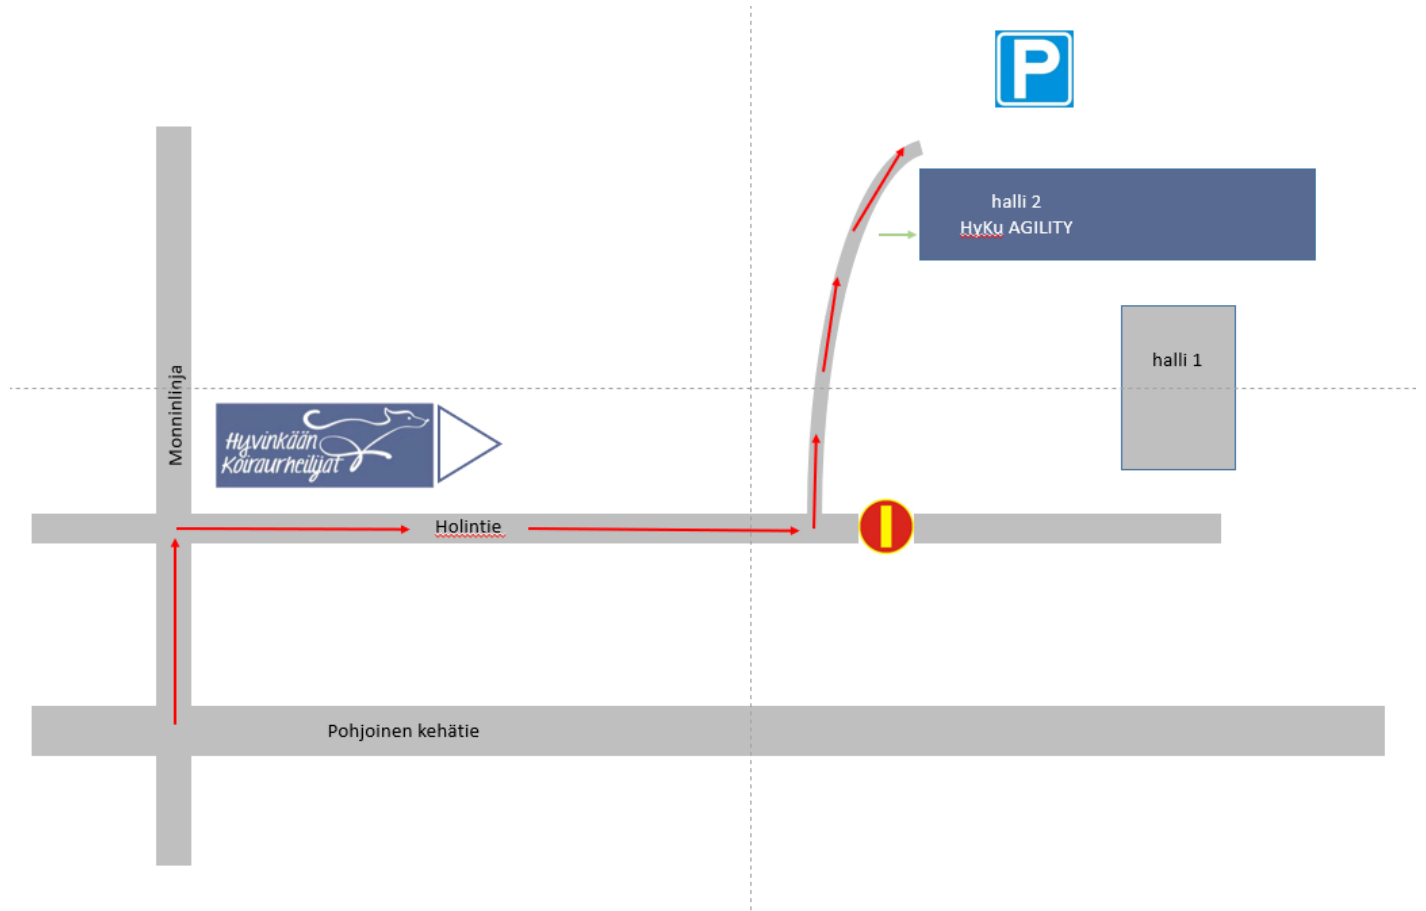 P
halli 2
HyKu AGILITY
halli 1
Monninlinja
Hyvinkään
Koiraurheilijat
Holintie
Pohjoinen kehätie